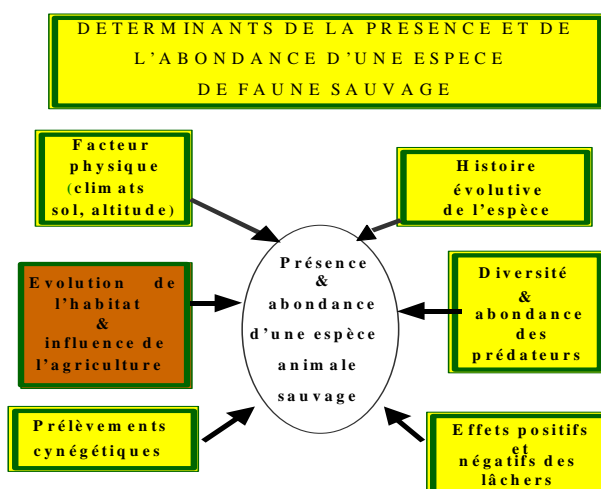 DETERMINANTS DE LA PRESENCE ET DE
L'ABONDANCE D'UNE ESPECE
DE FAUNE SAUVAGE
Facteur
physique
(climats
sol, altitude)
Histoire
évolutive
de l'espèce
Présence
&
abondance
d'une espèce
animale
sauvage
Evolution de
l'habitat
&
influence de
l'agriculture
Diversité
&
abondance
des
prédateurs
Prélèvements
cynégétiques
Effets positifs
et
négatifs des
lâchers